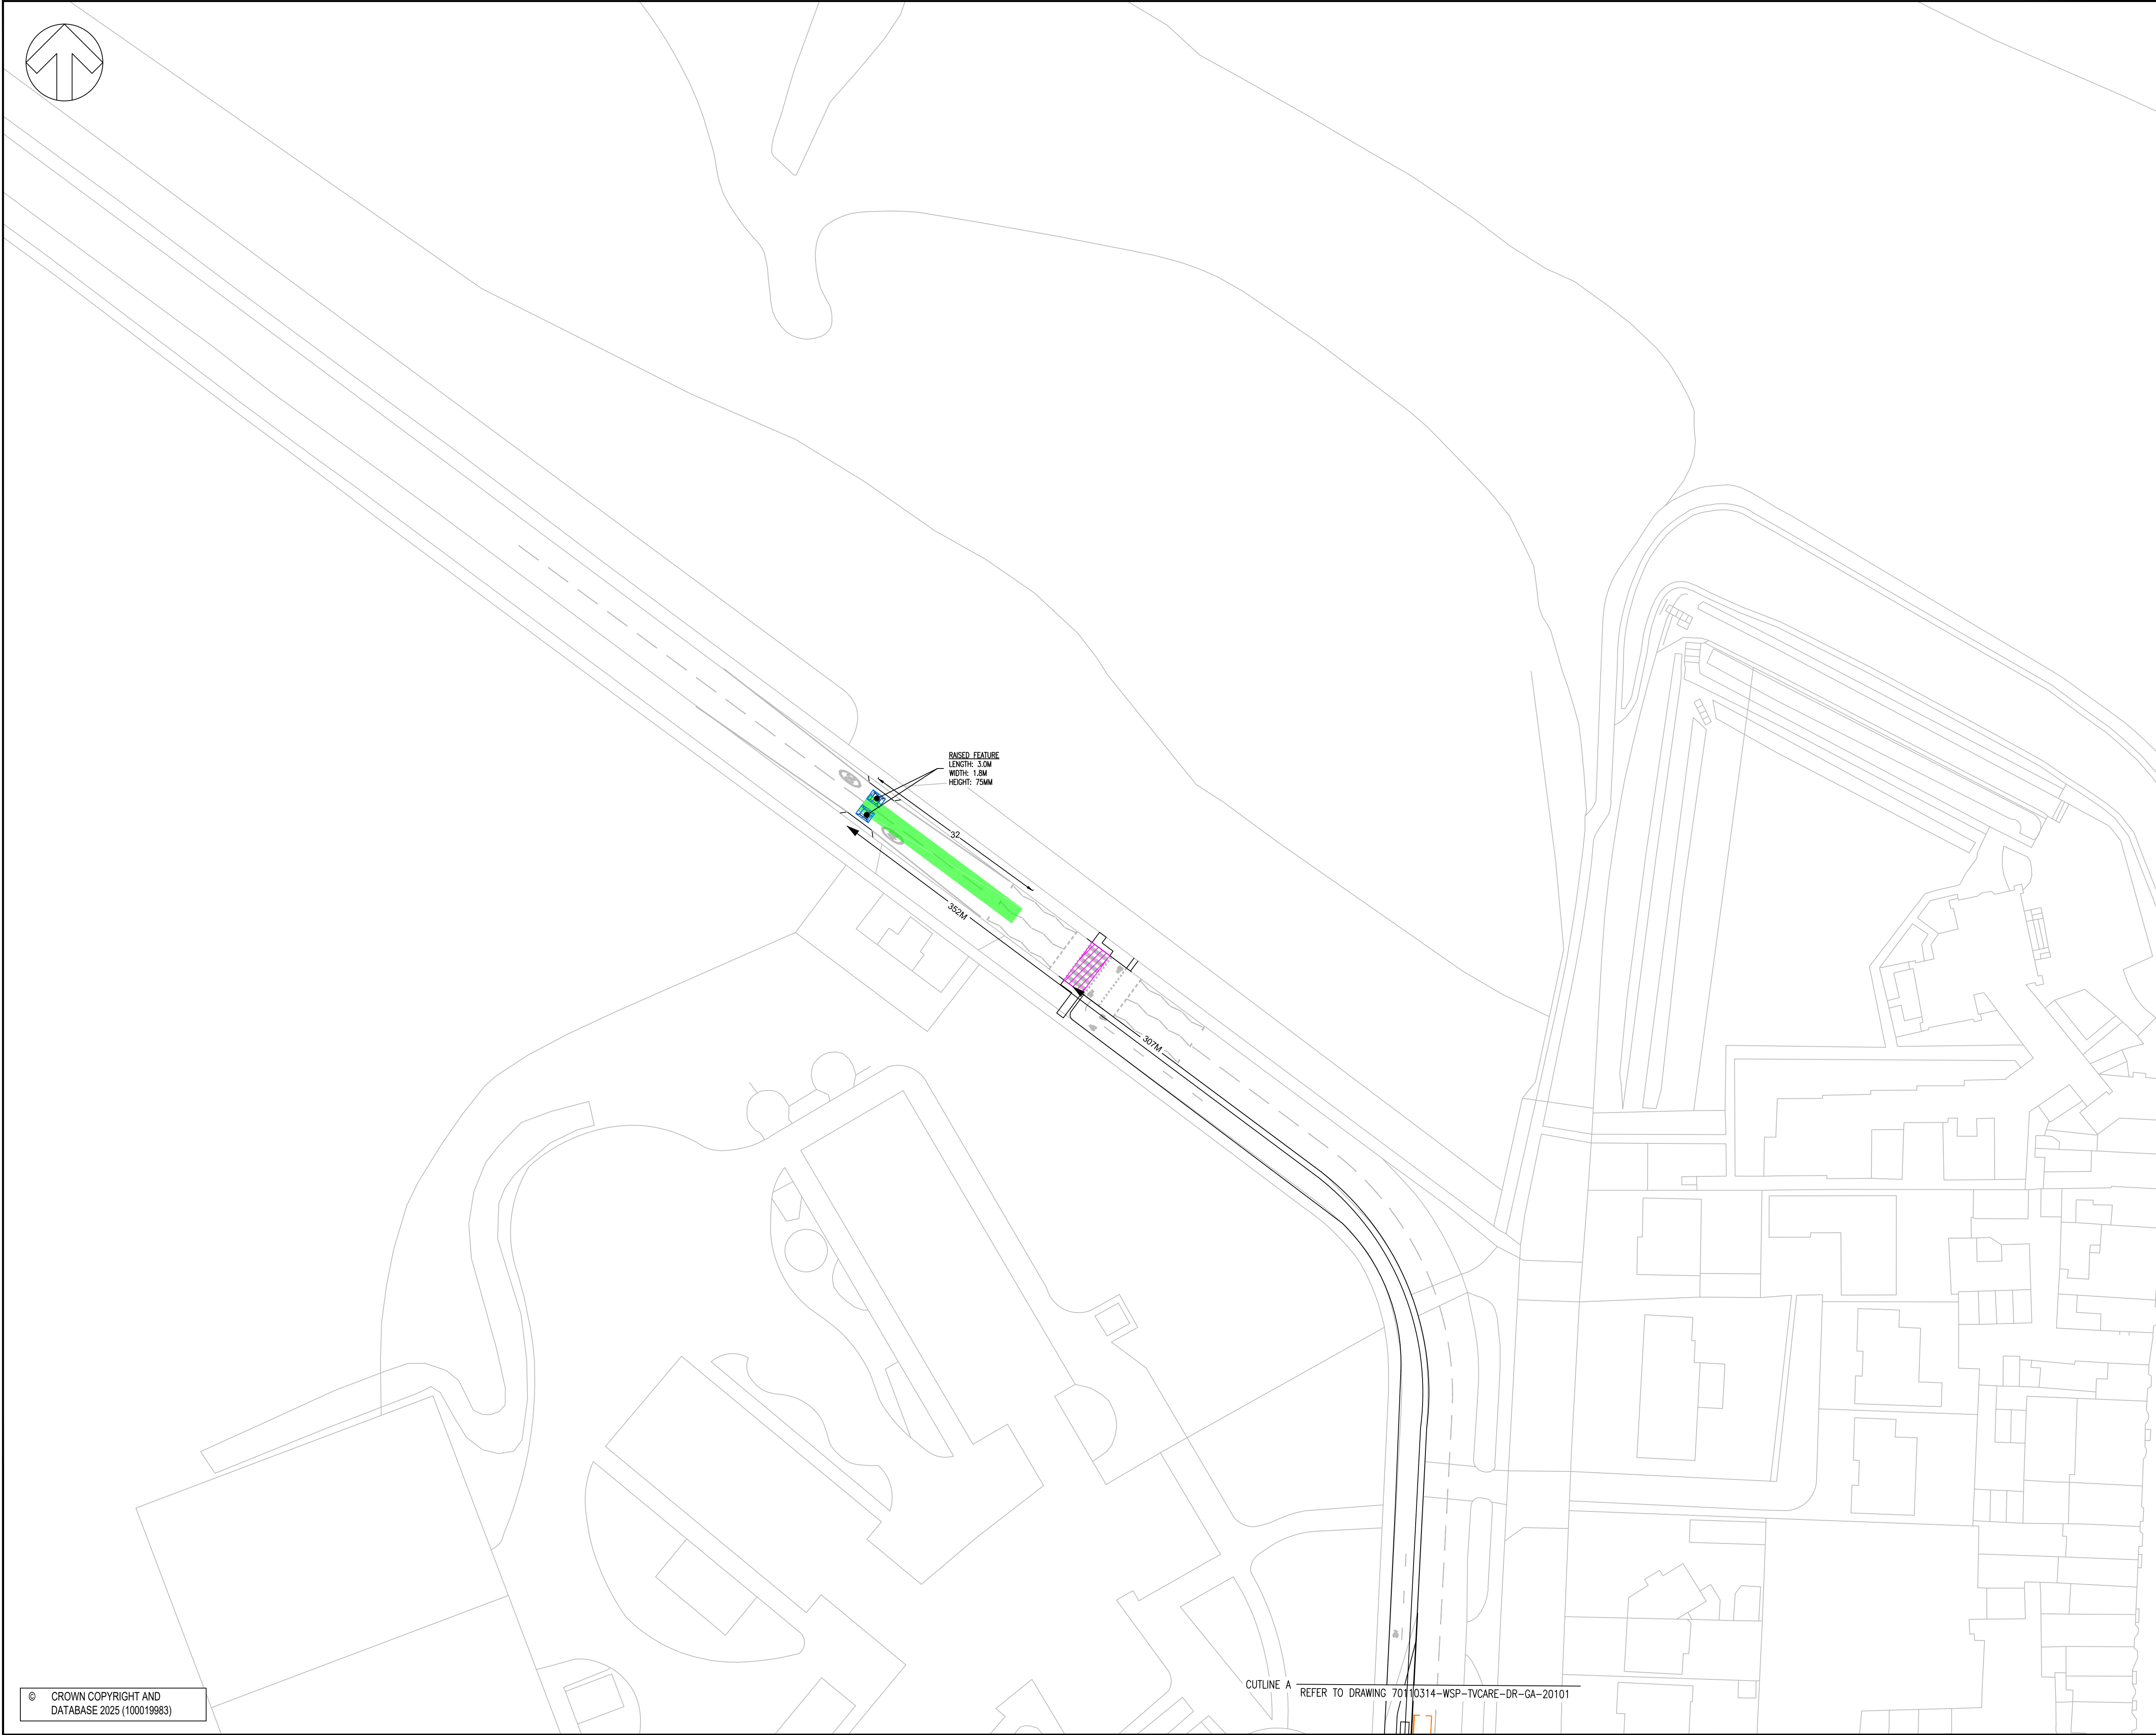 RAISED FEATURE
LENGTH: 3.0M
WIDTH: 1.8M
HEIGHT: 75MM
32
352M
307M
CUTLINE A
REFER TO DRAWING 70110314-WSP-TVCARE-DR-GA-20101
© CROWN COPYRIGHT AND
DATABASE 2025 (100019983)